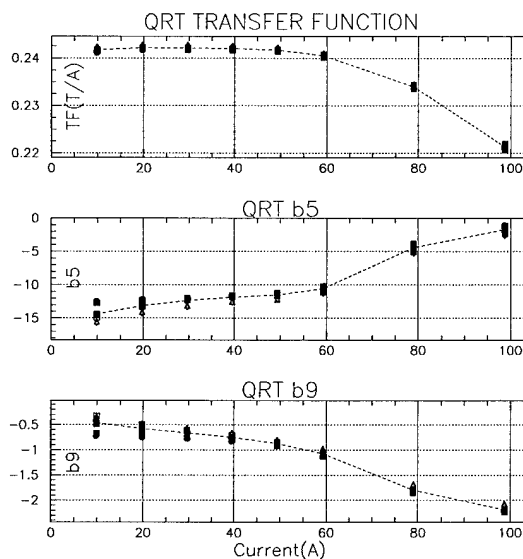 QRT TRANSFER FUNCTION
TF(T/A)
0.24
0.23
0.22
0 20 40 60 80 100
QRT b5
b5
0
−5
−10
−15
0 20 40 60 80 100
QRT b9
b9
−0.5
−1
−1.5
−2
0 20 40 60 80 100
Current(A)